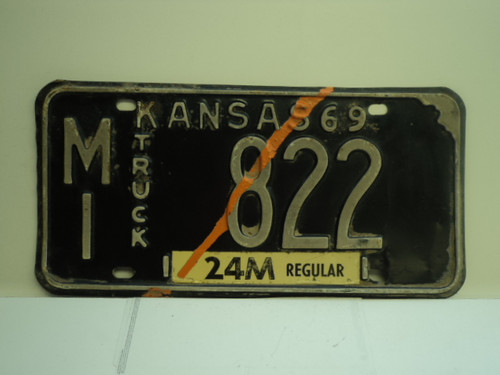 KANSAS 69
MI
TRUCK
822
24M REGULAR